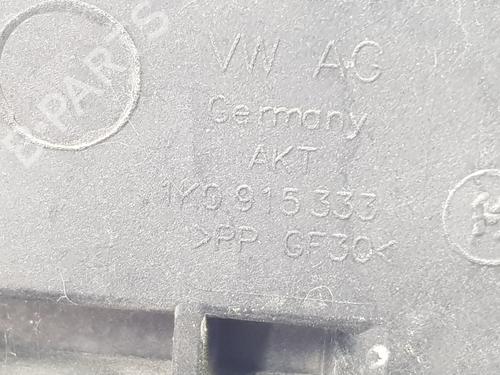 VW AG
Germany
AKT
1K0 915 333
>PP GF30<